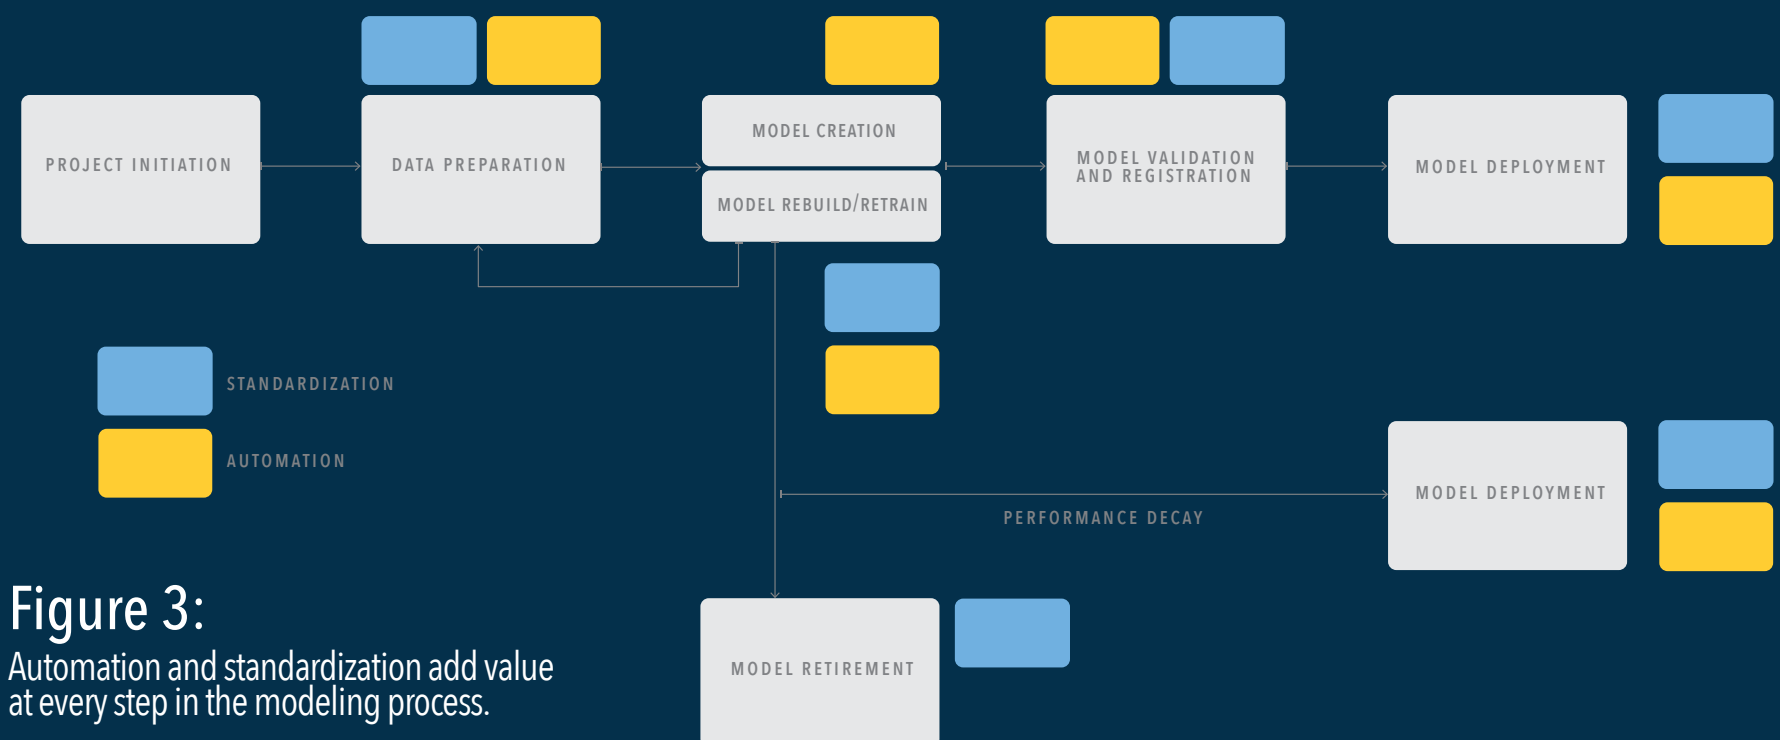 PROJECT INITIATION
DATA PREPARATION
MODEL CREATION
MODEL REBUILD/RETRAIN
MODEL VALIDATION
AND REGISTRATION
MODEL DEPLOYMENT
STANDARDIZATION
AUTOMATION
MODEL DEPLOYMENT
PERFORMANCE DECAY
MODEL RETIREMENT
Figure 3:
Automation and standardization add value
at every step in the modeling process.